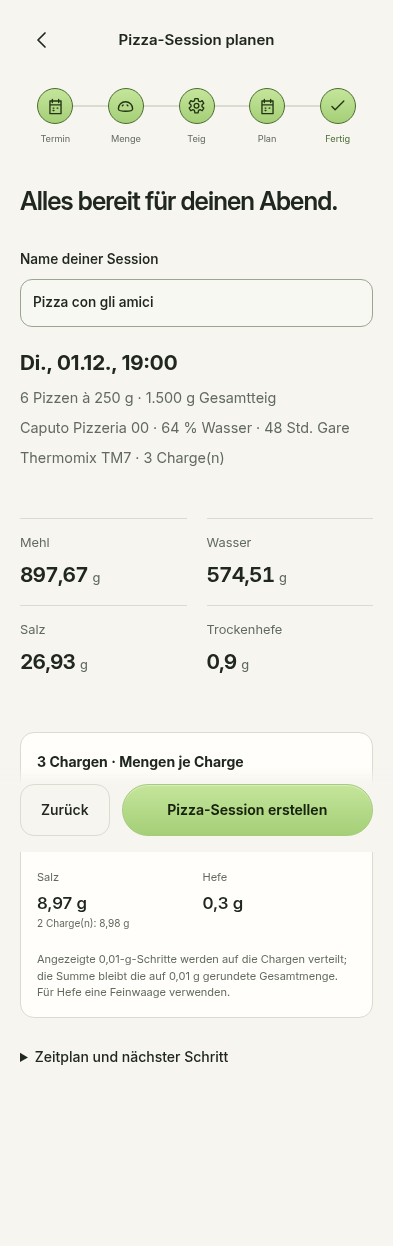 Pizza-Session planen
Termin
Menge
Teig
Plan
Fertig
Alles bereit für deinen Abend.
Name deiner Session
Pizza con gli amici
Di., 01.12., 19:00
6 Pizzen à 250 g · 1.500 g Gesamtteig
Caputo Pizzeria 00 · 64 % Wasser · 48 Std. Gare
Thermomix TM7 · 3 Charge(n)
Mehl
897,67 g
Wasser
574,51 g
Salz
26,93 g
Trockenhefe
0,9 g
3 Chargen · Mengen je Charge
Zurück
Pizza-Session erstellen
Salz
8,97 g
2 Charge(n): 8,98 g
Hefe
0,3 g
Angezeigte 0,01-g-Schritte werden auf die Chargen verteilt;
die Summe bleibt die auf 0,01 g gerundete Gesamtmenge.
Für Hefe eine Feinwaage verwenden.
Zeitplan und nächster Schritt